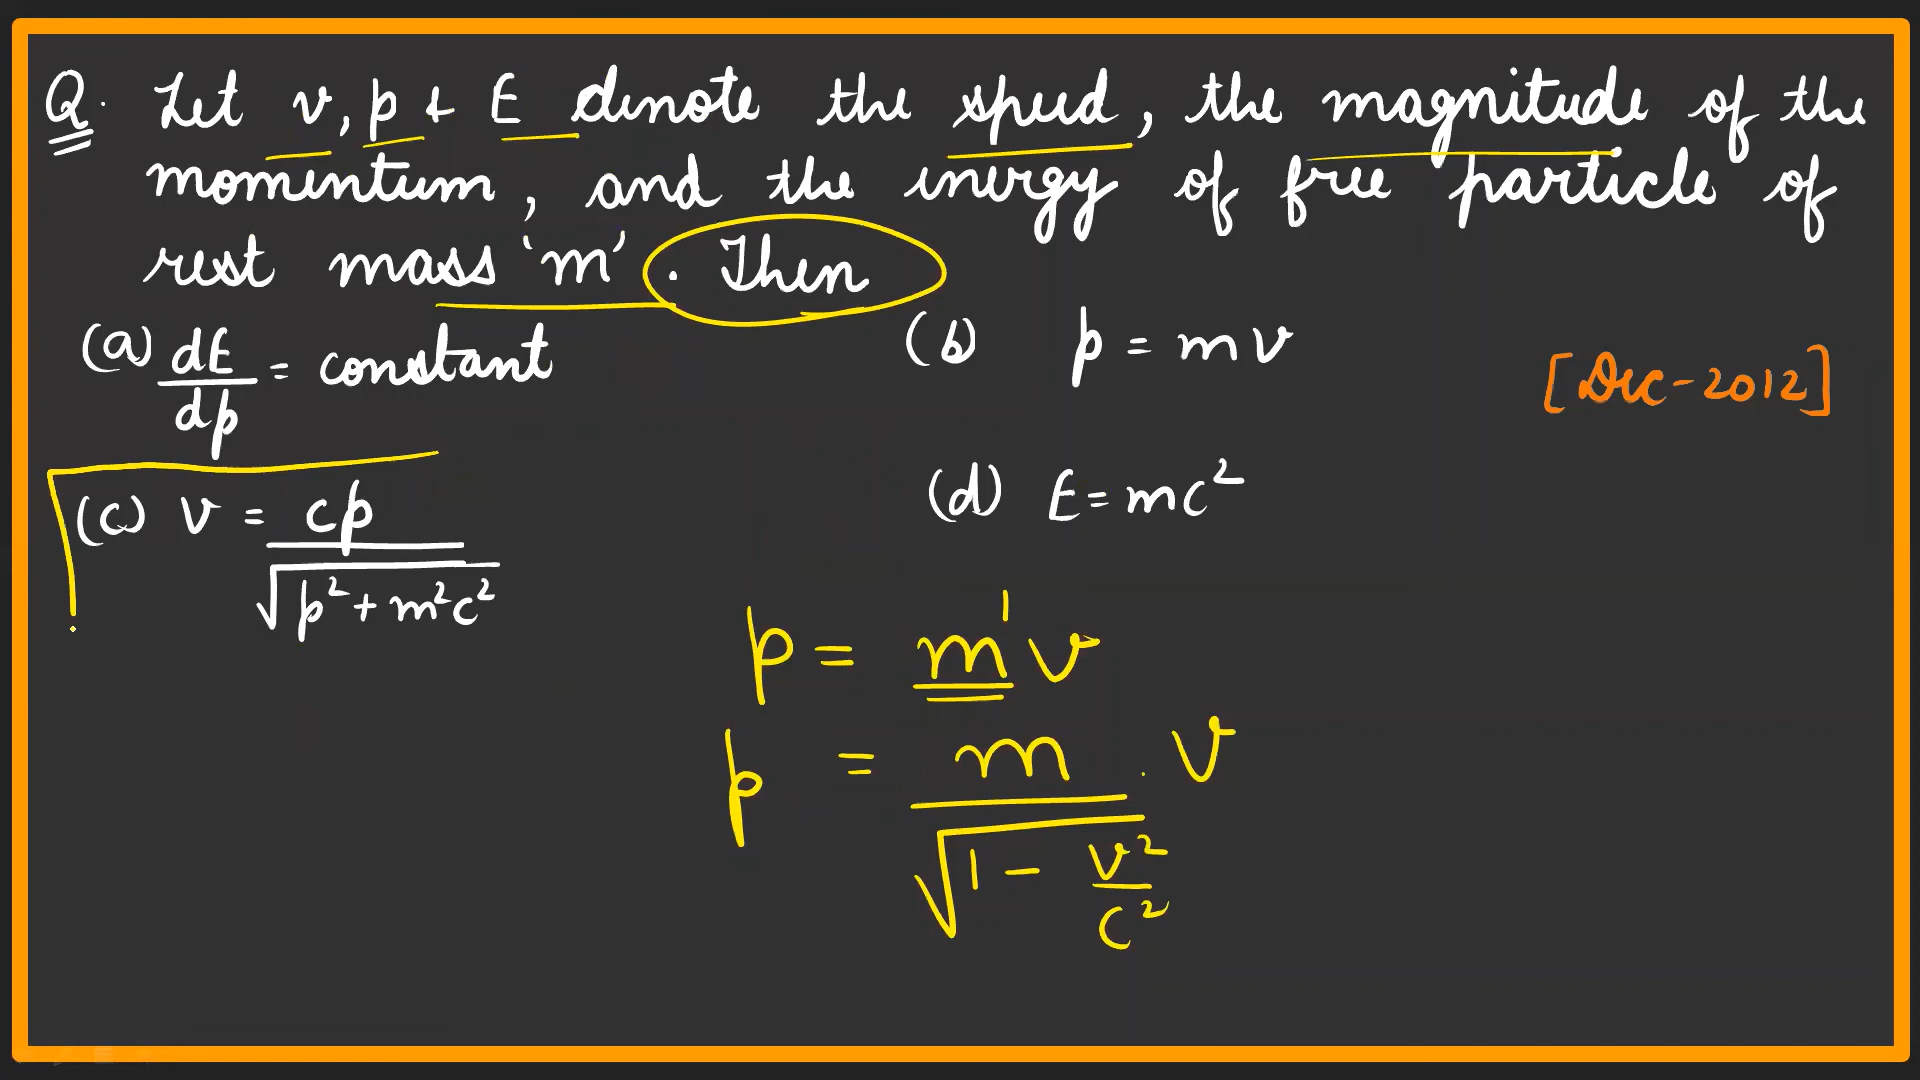 Q. Let v, p & E denote the speed, the magnitude of the
momentum, and the energy of free particle of
rest mass 'm'. Then
(a) dE/dp = constant
(b) p = mv
[Dec-2012]
(c) v = cp/√(p²+m²c²)
(d) E = mc²
p = m'v
p = m/√(1 - v²/c²) . v